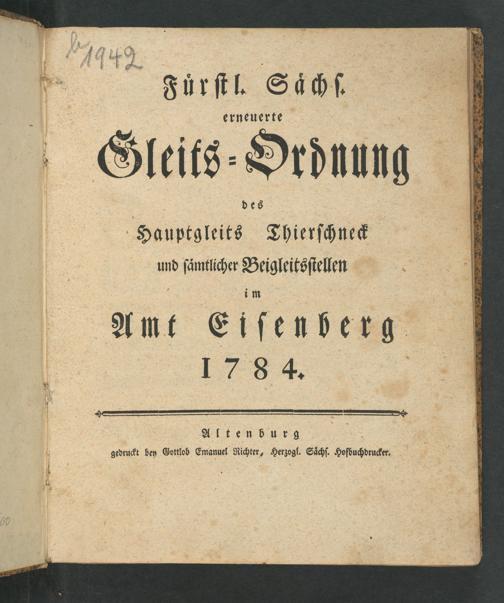 b 1942
Fürstl. Sächs.
erneuerte
Gleits-Ordnung
des
Hauptgleits Thierschneck
und sämtlicher Beigleitsstellen
im
Amt Eisenberg
1784.
Altenburg
gedruckt bey Gottlob Emanuel Richter, Herzogl. Sächs. Hofbuchdrucker.